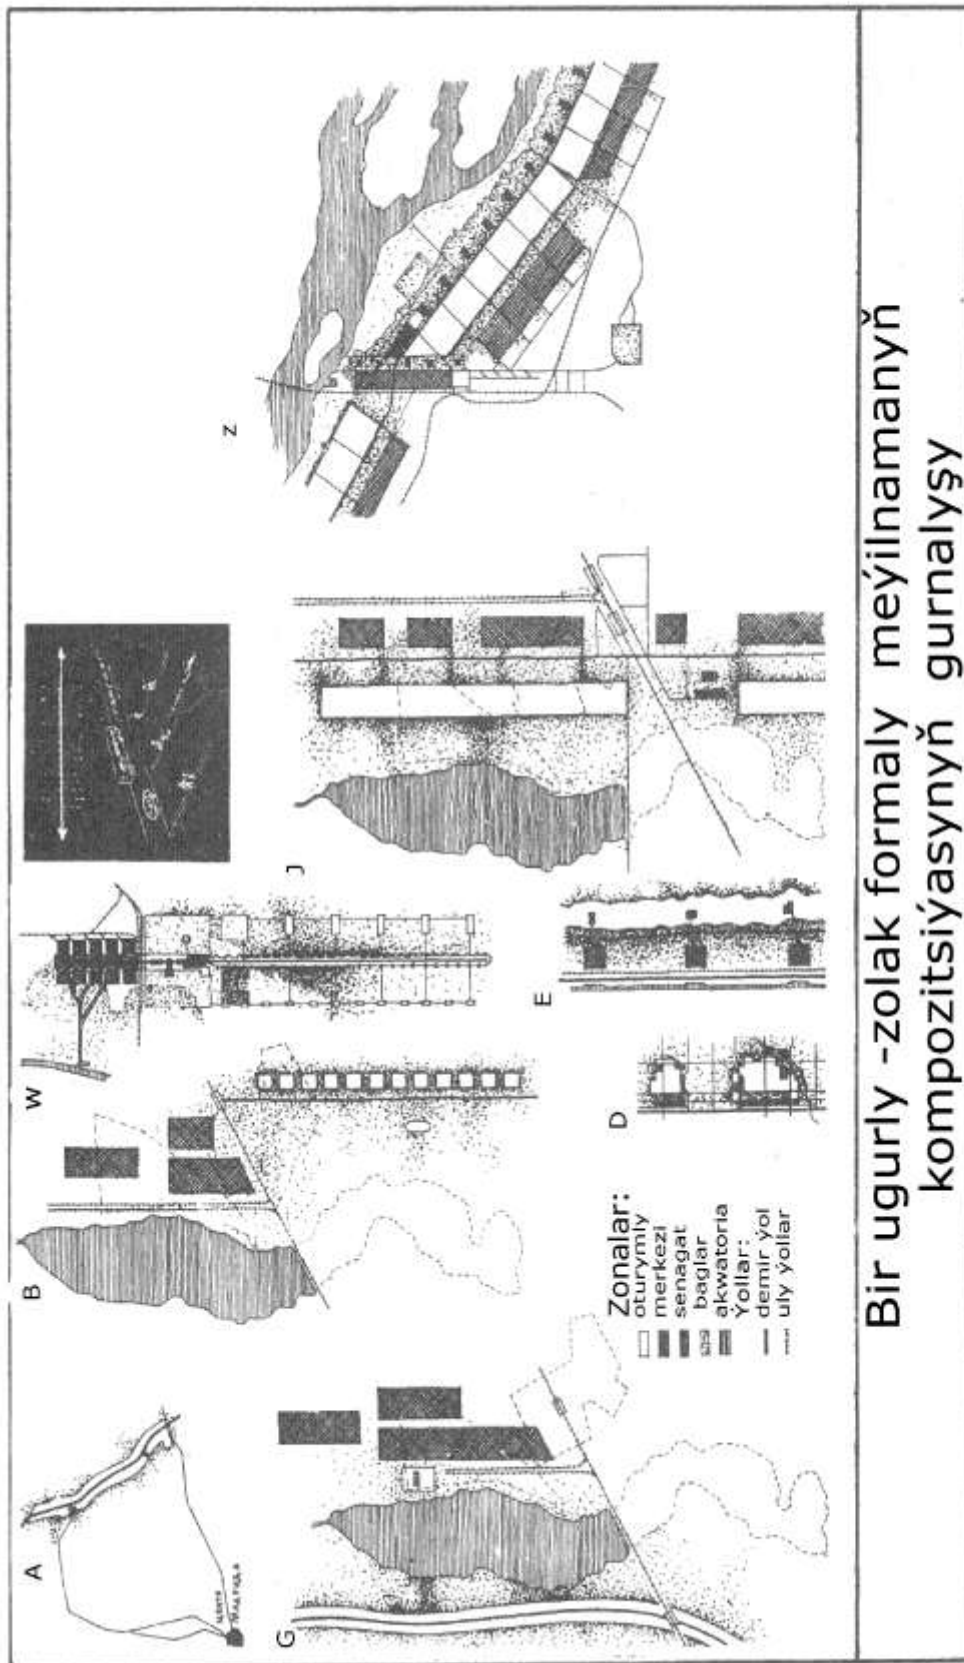 A
B
W
G
D
E
J
Z
Zonalar:
oturymly
merkezi
senagat
baglar
akwatoria
Ýollar:
demir ýol
uly ýollar
Bir ugurly -zolak formaly meýilnamanyň
kompozitsiýasynyň gurnalyşy